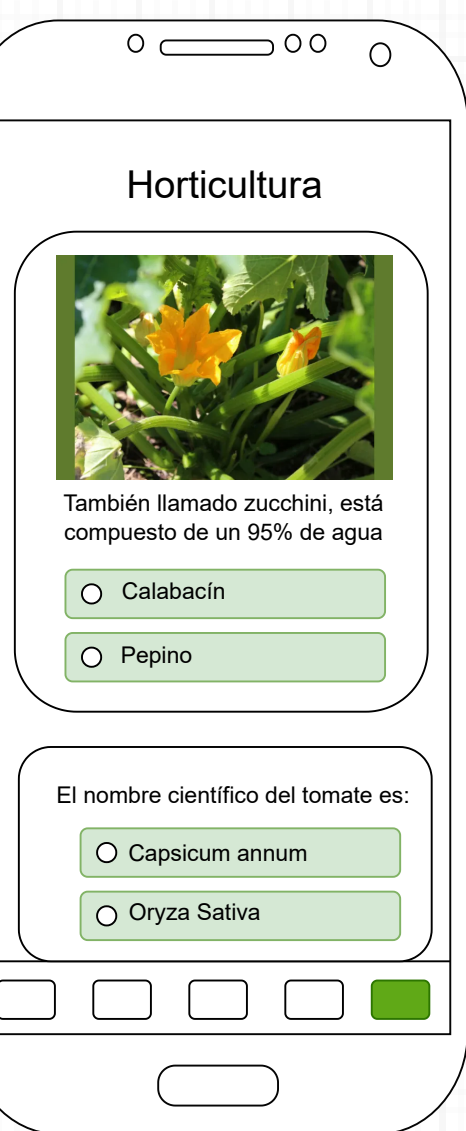 Horticultura
También llamado zucchini, está
compuesto de un 95% de agua
Calabacín
Pepino
El nombre científico del tomate es:
Capsicum annum
Oryza Sativa